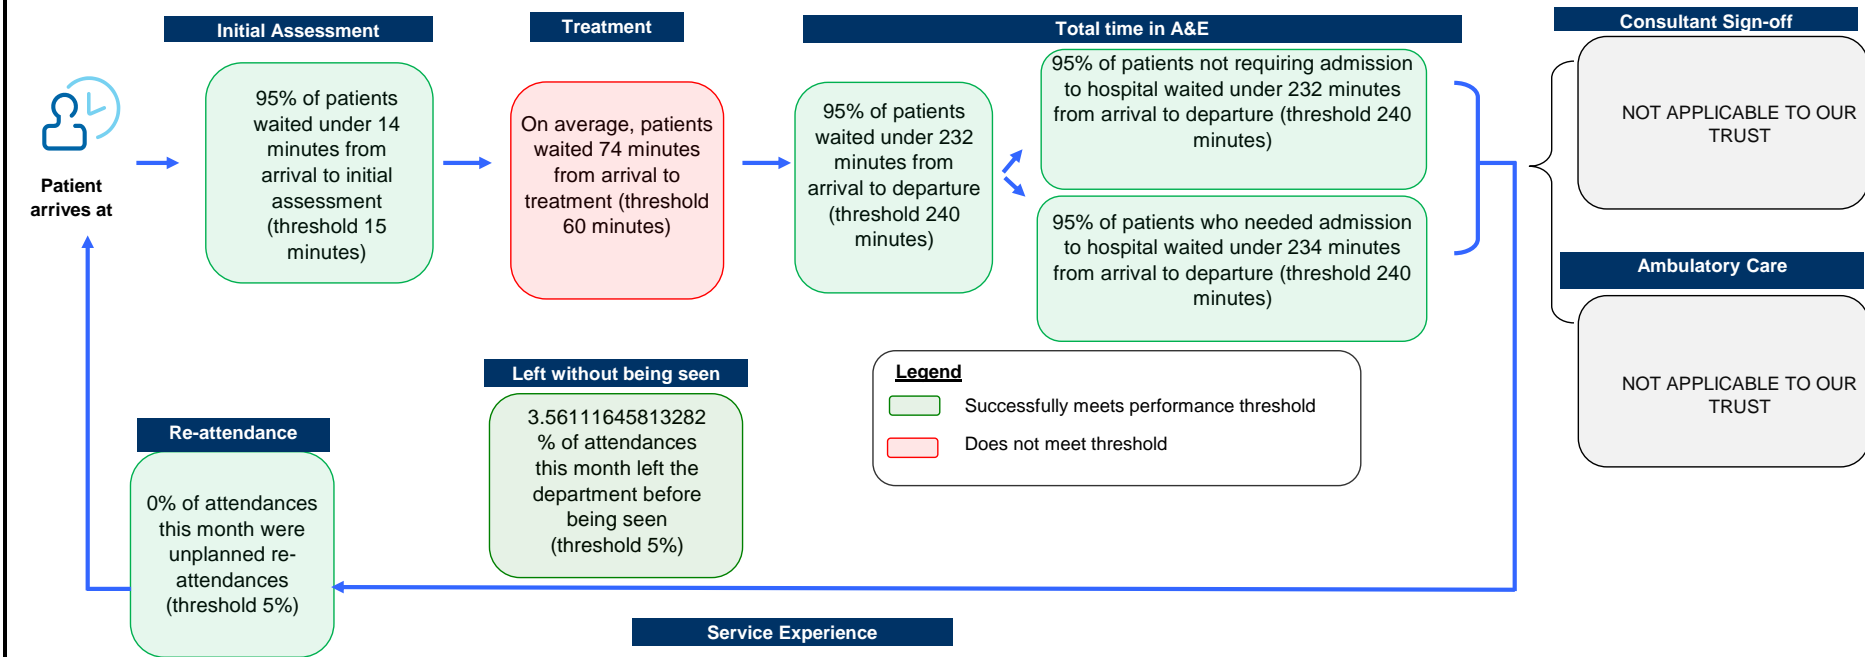 Initial Assessment
Treatment
Total time in A&E
Consultant Sign-off
Patient
arrives at
95% of patients
waited under 14
minutes from
arrival to initial
assessment
(threshold 15
minutes)
On average, patients
waited 74 minutes
from arrival to
treatment (threshold
60 minutes)
95% of patients
waited under 232
minutes from
arrival to departure
(threshold 240
minutes)
95% of patients not requiring admission
to hospital waited under 232 minutes
from arrival to departure (threshold 240
minutes)
95% of patients who needed admission
to hospital waited under 234 minutes
from arrival to departure (threshold 240
minutes)
NOT APPLICABLE TO OUR
TRUST
Ambulatory Care
NOT APPLICABLE TO OUR
TRUST
Legend
Successfully meets performance threshold
Does not meet threshold
Left without being seen
3.56111645813282
% of attendances
this month left the
department before
being seen
(threshold 5%)
Re-attendance
0% of attendances
this month were
unplanned re-
attendances
(threshold 5%)
Service Experience